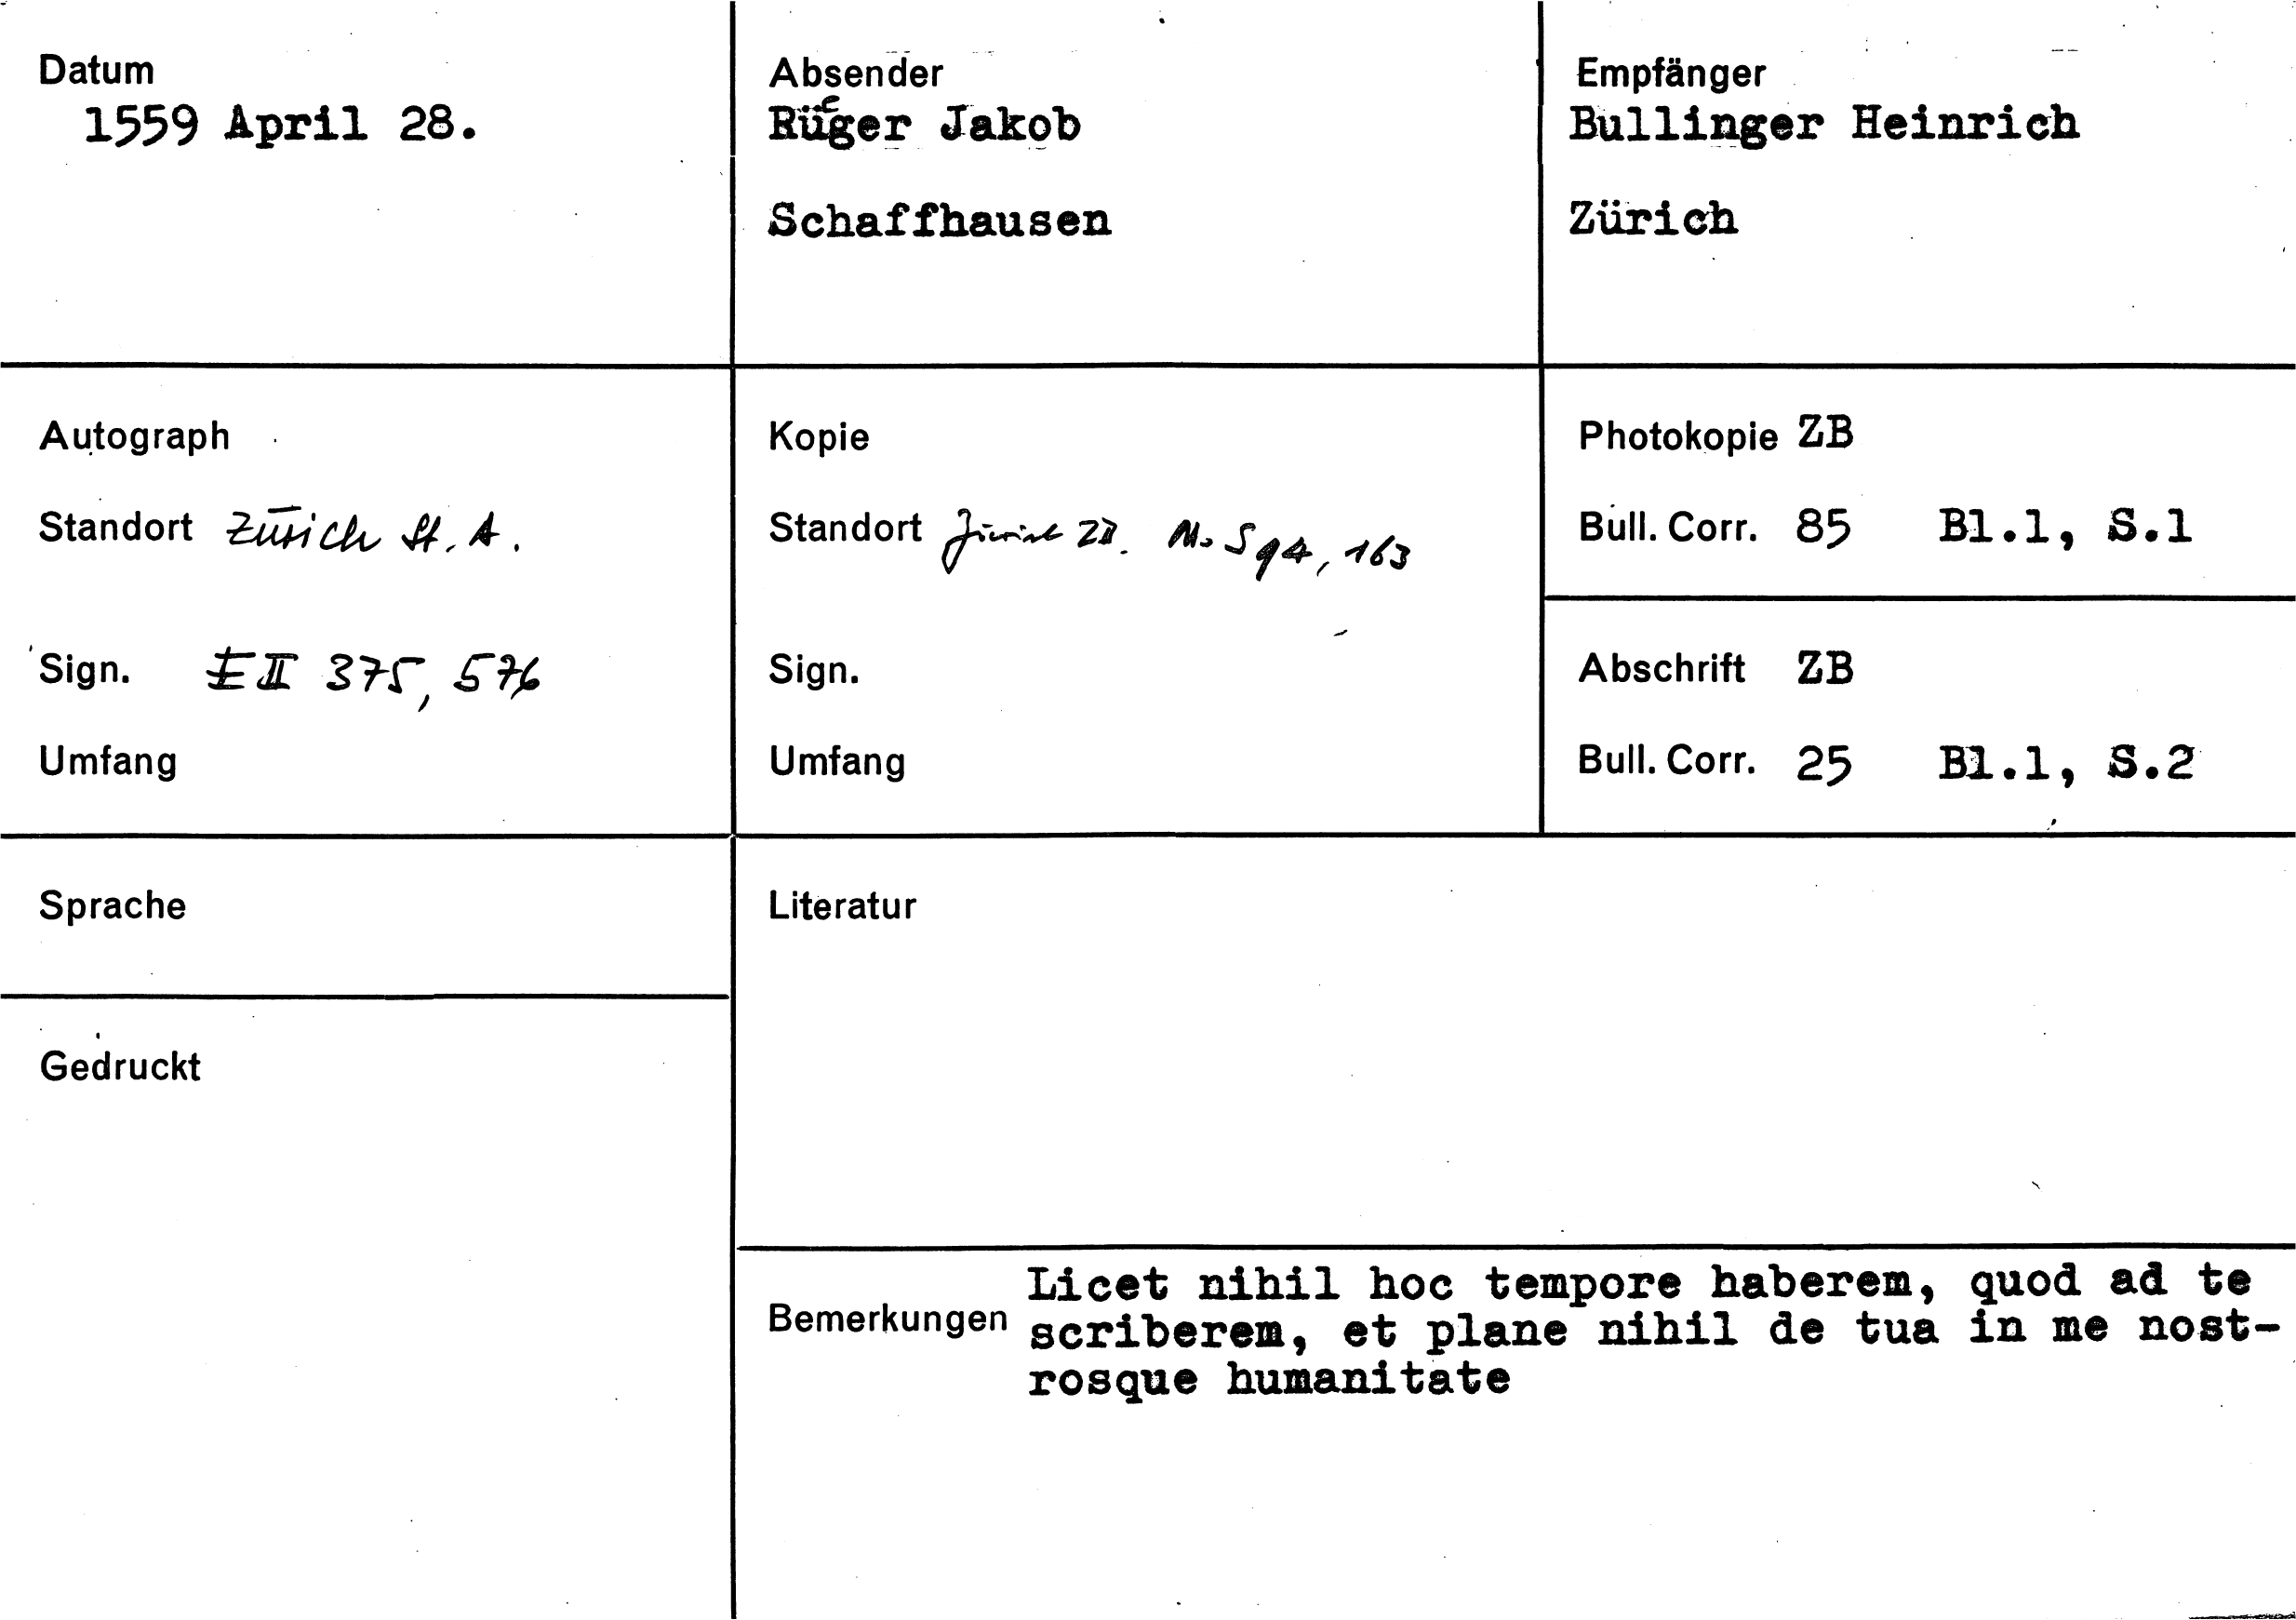 Datum
1559 April 28.
Absender
Rüeger Jakob
Schaffhausen
Empfänger
Bullinger Heinrich
Zürich
Autograph
Standort Zürich St. A.
Sign. E II 375, 576
Umfang
Kopie
Standort Zürich ZB. Ms S 94, 163
Sign.
Umfang
Photokopie ZB
Bull. Corr. 85 Bl.1, S.1
Abschrift ZB
Bull. Corr. 25 Bl.1, S.2
Sprache
Gedruckt
Literatur
Bemerkungen
Licet nihil hoc tempore haberem, quod ad te
scriberem, et plane nihil de tua in me nost-
rosque humanitate